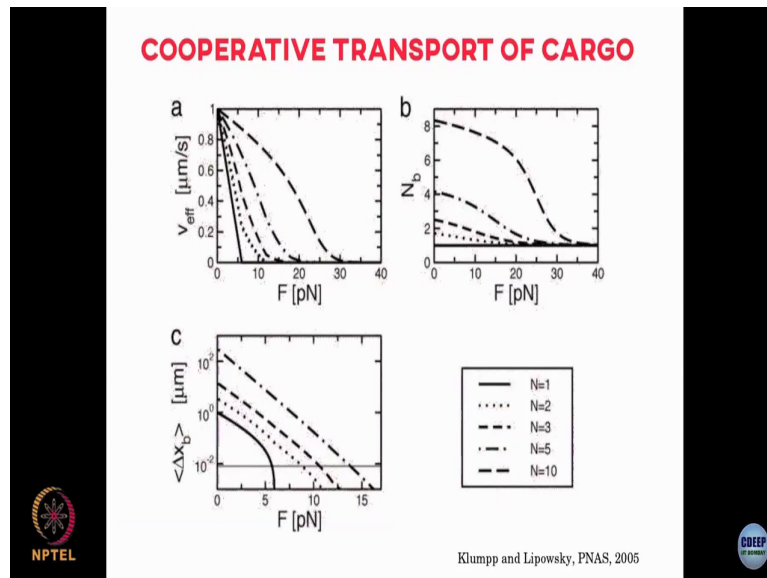 COOPERATIVE TRANSPORT OF CARGO
a
1
0.8
0.6
0.4
0.2
0
v_eff [μm/s]
0 10 20 30 40
F [pN]
b
8
6
4
2
0
N_b
0 10 20 30 40
F [pN]
c
10^2
10^0
10^-2
<Δx_b> [μm]
0 5 10 15
F [pN]
N=1
N=2
N=3
N=5
N=10
Klumpp and Lipowsky, PNAS, 2005
NPTEL
CDEEP
IIT BOMBAY